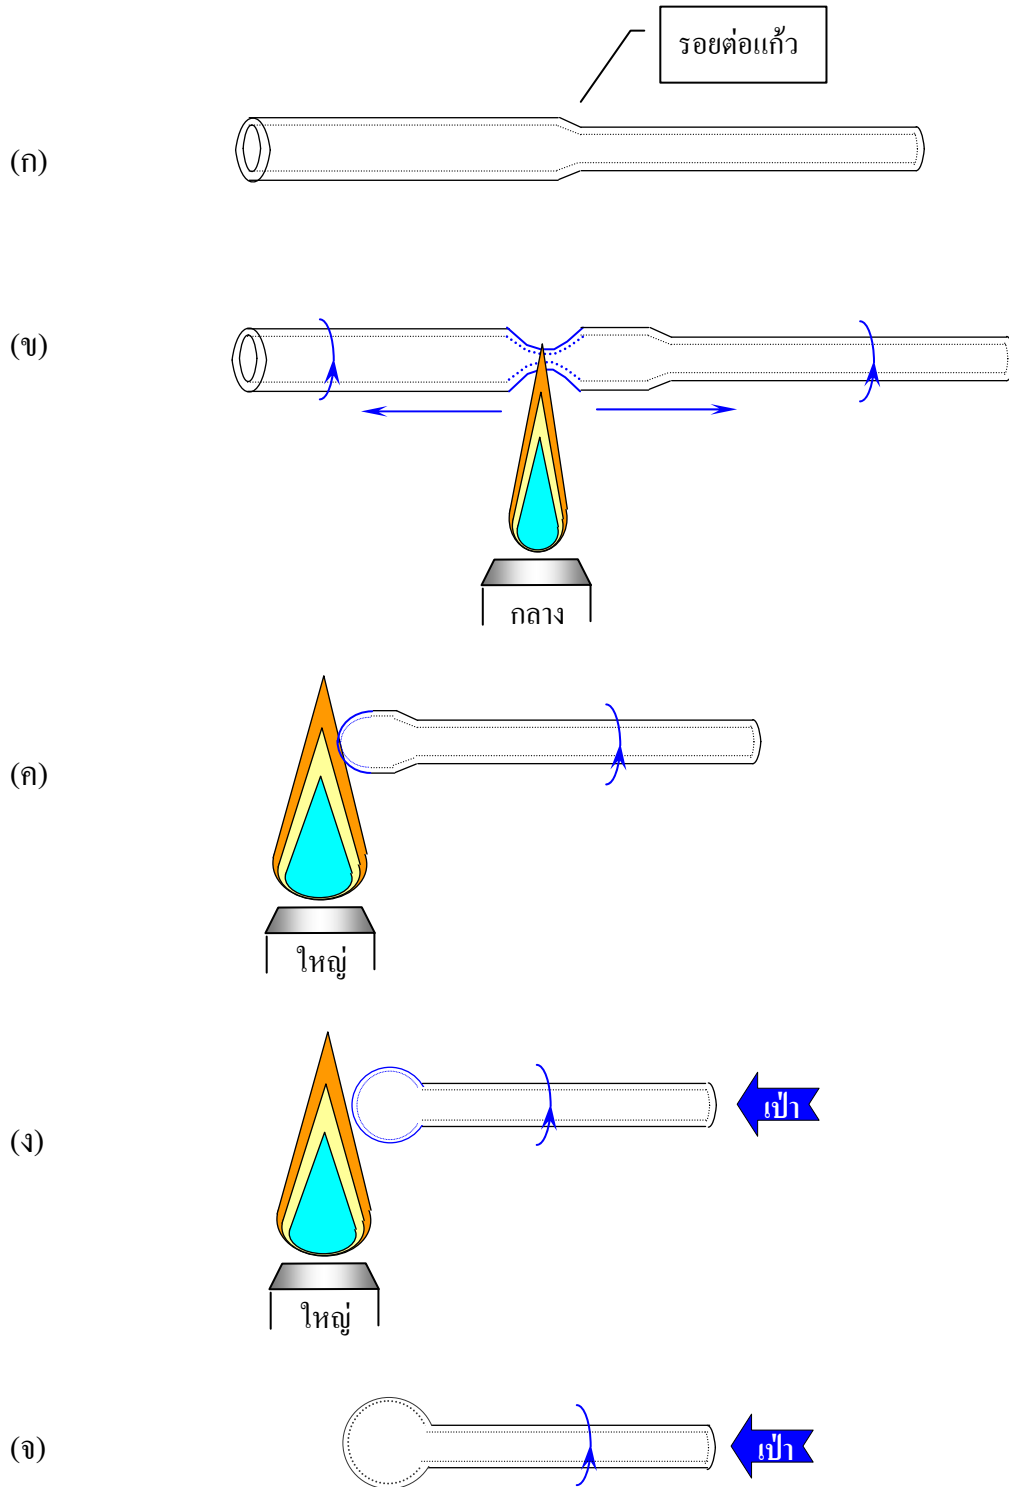 รอยต่อแก้ว
(ก)
(ข)
กลาง
(ค)
ใหญ่
(ง)
เป่า
ใหญ่
(จ)
เป่า